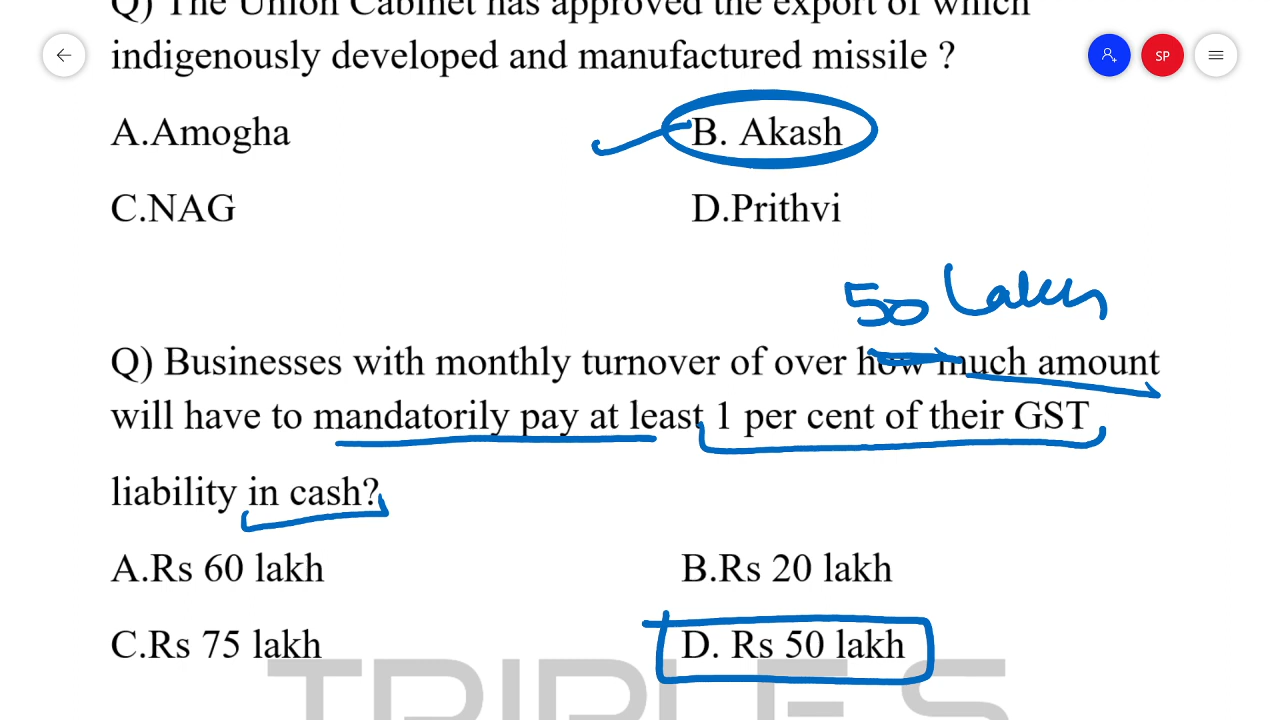 Q) The Union Cabinet has approved the export of which
indigenously developed and manufactured missile ?
SP
A.Amogha B. Akash
C.NAG D.Prithvi
50 Lakh
Q) Businesses with monthly turnover of over how much amount
will have to mandatorily pay at least 1 per cent of their GST
liability in cash?
A.Rs 60 lakh B.Rs 20 lakh
C.Rs 75 lakh D. Rs 50 lakh
TRIPLE S